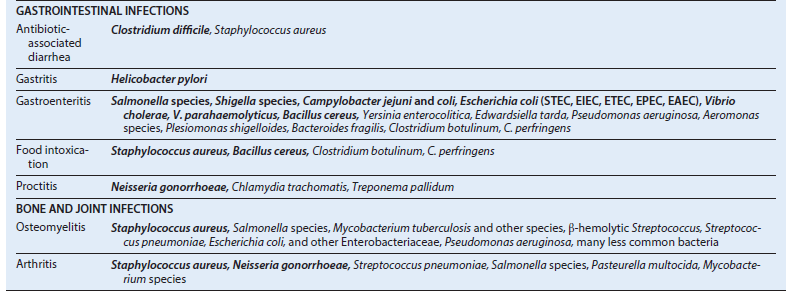 GASTROINTESTINAL INFECTIONS
Antibiotic-
associated
diarrhea
Clostridium difficile, Staphylococcus aureus
Gastritis
Helicobacter pylori
Gastroenteritis
Salmonella species, Shigella species, Campylobacter jejuni and coli, Escherichia coli (STEC, EIEC, ETEC, EPEC, EAEC), Vibrio
cholerae, V. parahaemolyticus, Bacillus cereus, Yersinia enterocolitica, Edwardsiella tarda, Pseudomonas aeruginosa, Aeromonas
species, Plesiomonas shigelloides, Bacteroides fragilis, Clostridium botulinum, C. perfringens
Food intoxica-
tion
Staphylococcus aureus, Bacillus cereus, Clostridium botulinum, C. perfringens
Proctitis
Neisseria gonorrhoeae, Chlamydia trachomatis, Treponema pallidum
BONE AND JOINT INFECTIONS
Osteomyelitis
Staphylococcus aureus, Salmonella species, Mycobacterium tuberculosis and other species, β-hemolytic Streptococcus, Streptococ-
cus pneumoniae, Escherichia coli, and other Enterobacteriaceae, Pseudomonas aeruginosa, many less common bacteria
Arthritis
Staphylococcus aureus, Neisseria gonorrhoeae, Streptococcus pneumoniae, Salmonella species, Pasteurella multocida, Mycobacte-
rium species